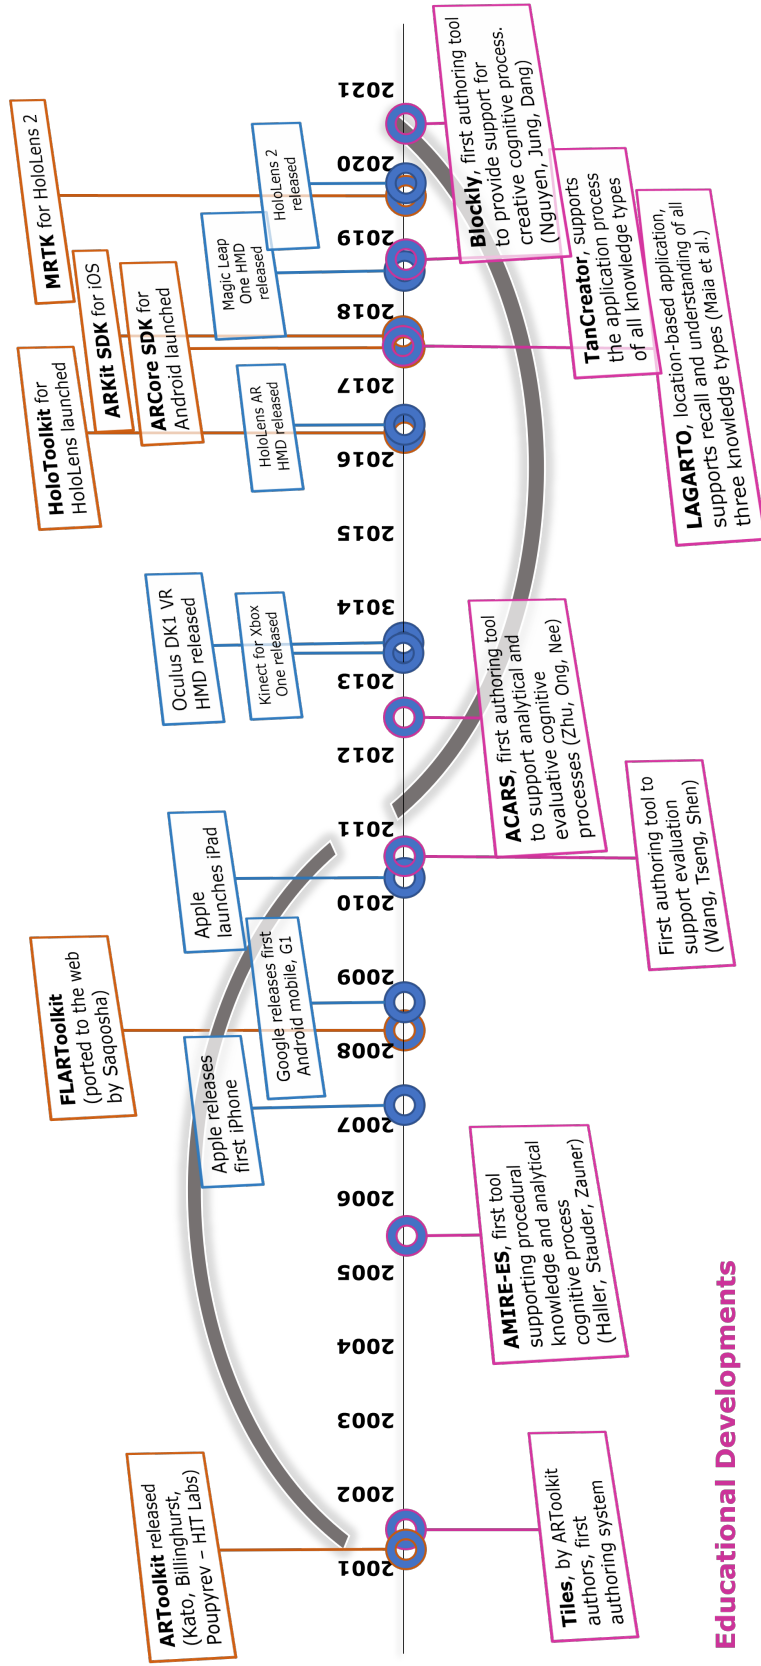 ARToolkit released
(Kato, Billinghurst,
Poupyrev – HIT Labs)
FLARToolkit
(ported to the web
by Saqoosha)
Apple releases
first iPhone
Google releases first
Android mobile, G1
Apple
launches iPad
Oculus DK1 VR
HMD released
Kinect for Xbox
One released
HoloToolkit for
HoloLens launched
HoloLens AR
HMD released
ARKit SDK for iOS
ARCore SDK for
Android launched
Magic Leap
One HMD
released
MRTK for HoloLens 2
HoloLens 2
released
2001
2002
2003
2004
2005
2006
2007
2008
2009
2010
2011
2012
2013
3014
2015
2016
2017
2018
2019
2020
2021
Tiles, by ARToolkit
authors, first
authoring system
AMIRE-ES, first tool
supporting procedural
knowledge and analytical
cognitive process
(Haller, Stauder, Zauner)
First authoring tool to
support evaluation
(Wang, Tseng, Shen)
ACARS, first authoring tool
to support analytical and
evaluative cognitive
processes (Zhu, Ong, Nee)
LAGARTO, location-based application,
supports recall and understanding of all
three knowledge types (Maia et al.)
TanCreator, supports
the application process
of all knowledge types
Blockly, first authoring tool
to provide support for
creative cognitive process.
(Nguyen, Jung, Dang)
Educational Developments